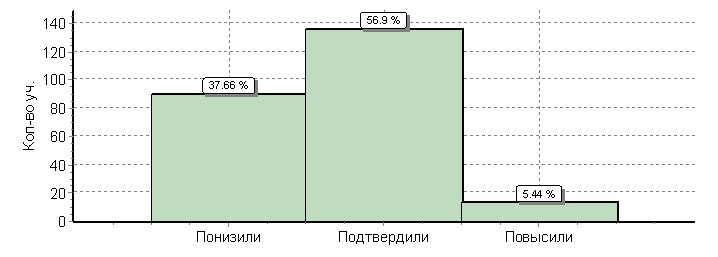 Кол-во уч.
140
120
100
80
60
40
20
0
37.66 %
56.9 %
5.44 %
Понизили
Подтвердили
Повысили